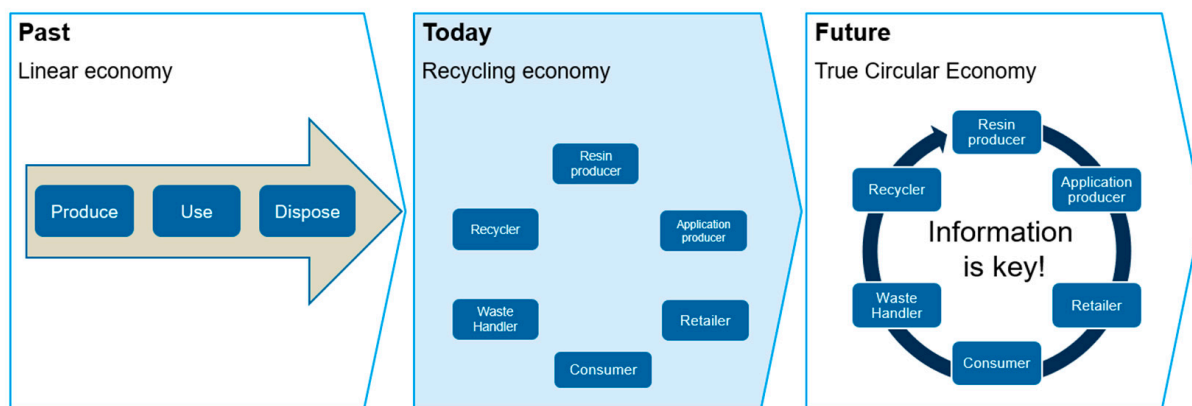 Past
Linear economy
Produce
Use
Dispose
Today
Recycling economy
Resin
producer
Application
producer
Retailer
Consumer
Waste
Handler
Recycler
Future
True Circular Economy
Resin
producer
Application
producer
Retailer
Consumer
Waste
Handler
Recycler
Information
is key!